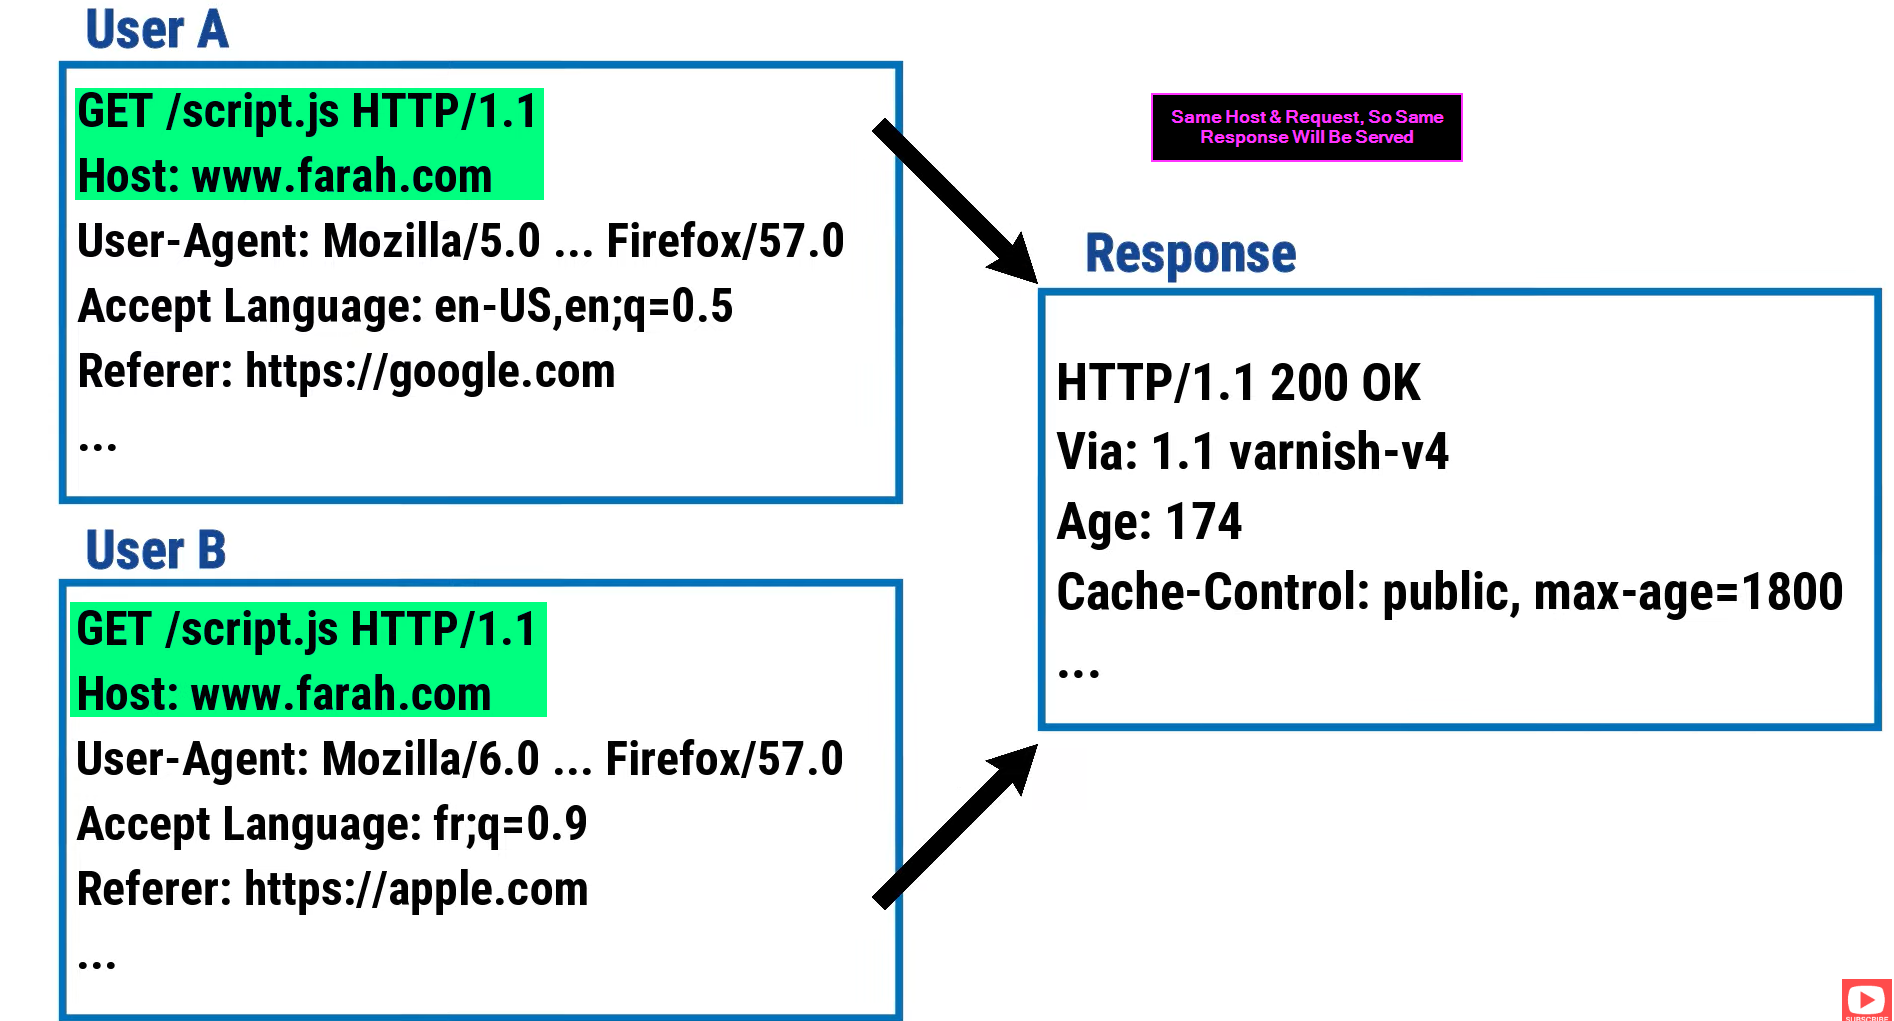 User A
GET /script.js HTTP/1.1
Host: www.farah.com
User-Agent: Mozilla/5.0 ... Firefox/57.0
Accept Language: en-US,en;q=0.5
Referer: https://google.com
...
Same Host & Request, So Same
Response Will Be Served
Response
HTTP/1.1 200 OK
Via: 1.1 varnish-v4
Age: 174
Cache-Control: public, max-age=1800
...
User B
GET /script.js HTTP/1.1
Host: www.farah.com
User-Agent: Mozilla/6.0 ... Firefox/57.0
Accept Language: fr;q=0.9
Referer: https://apple.com
...
SUBSCRIBE